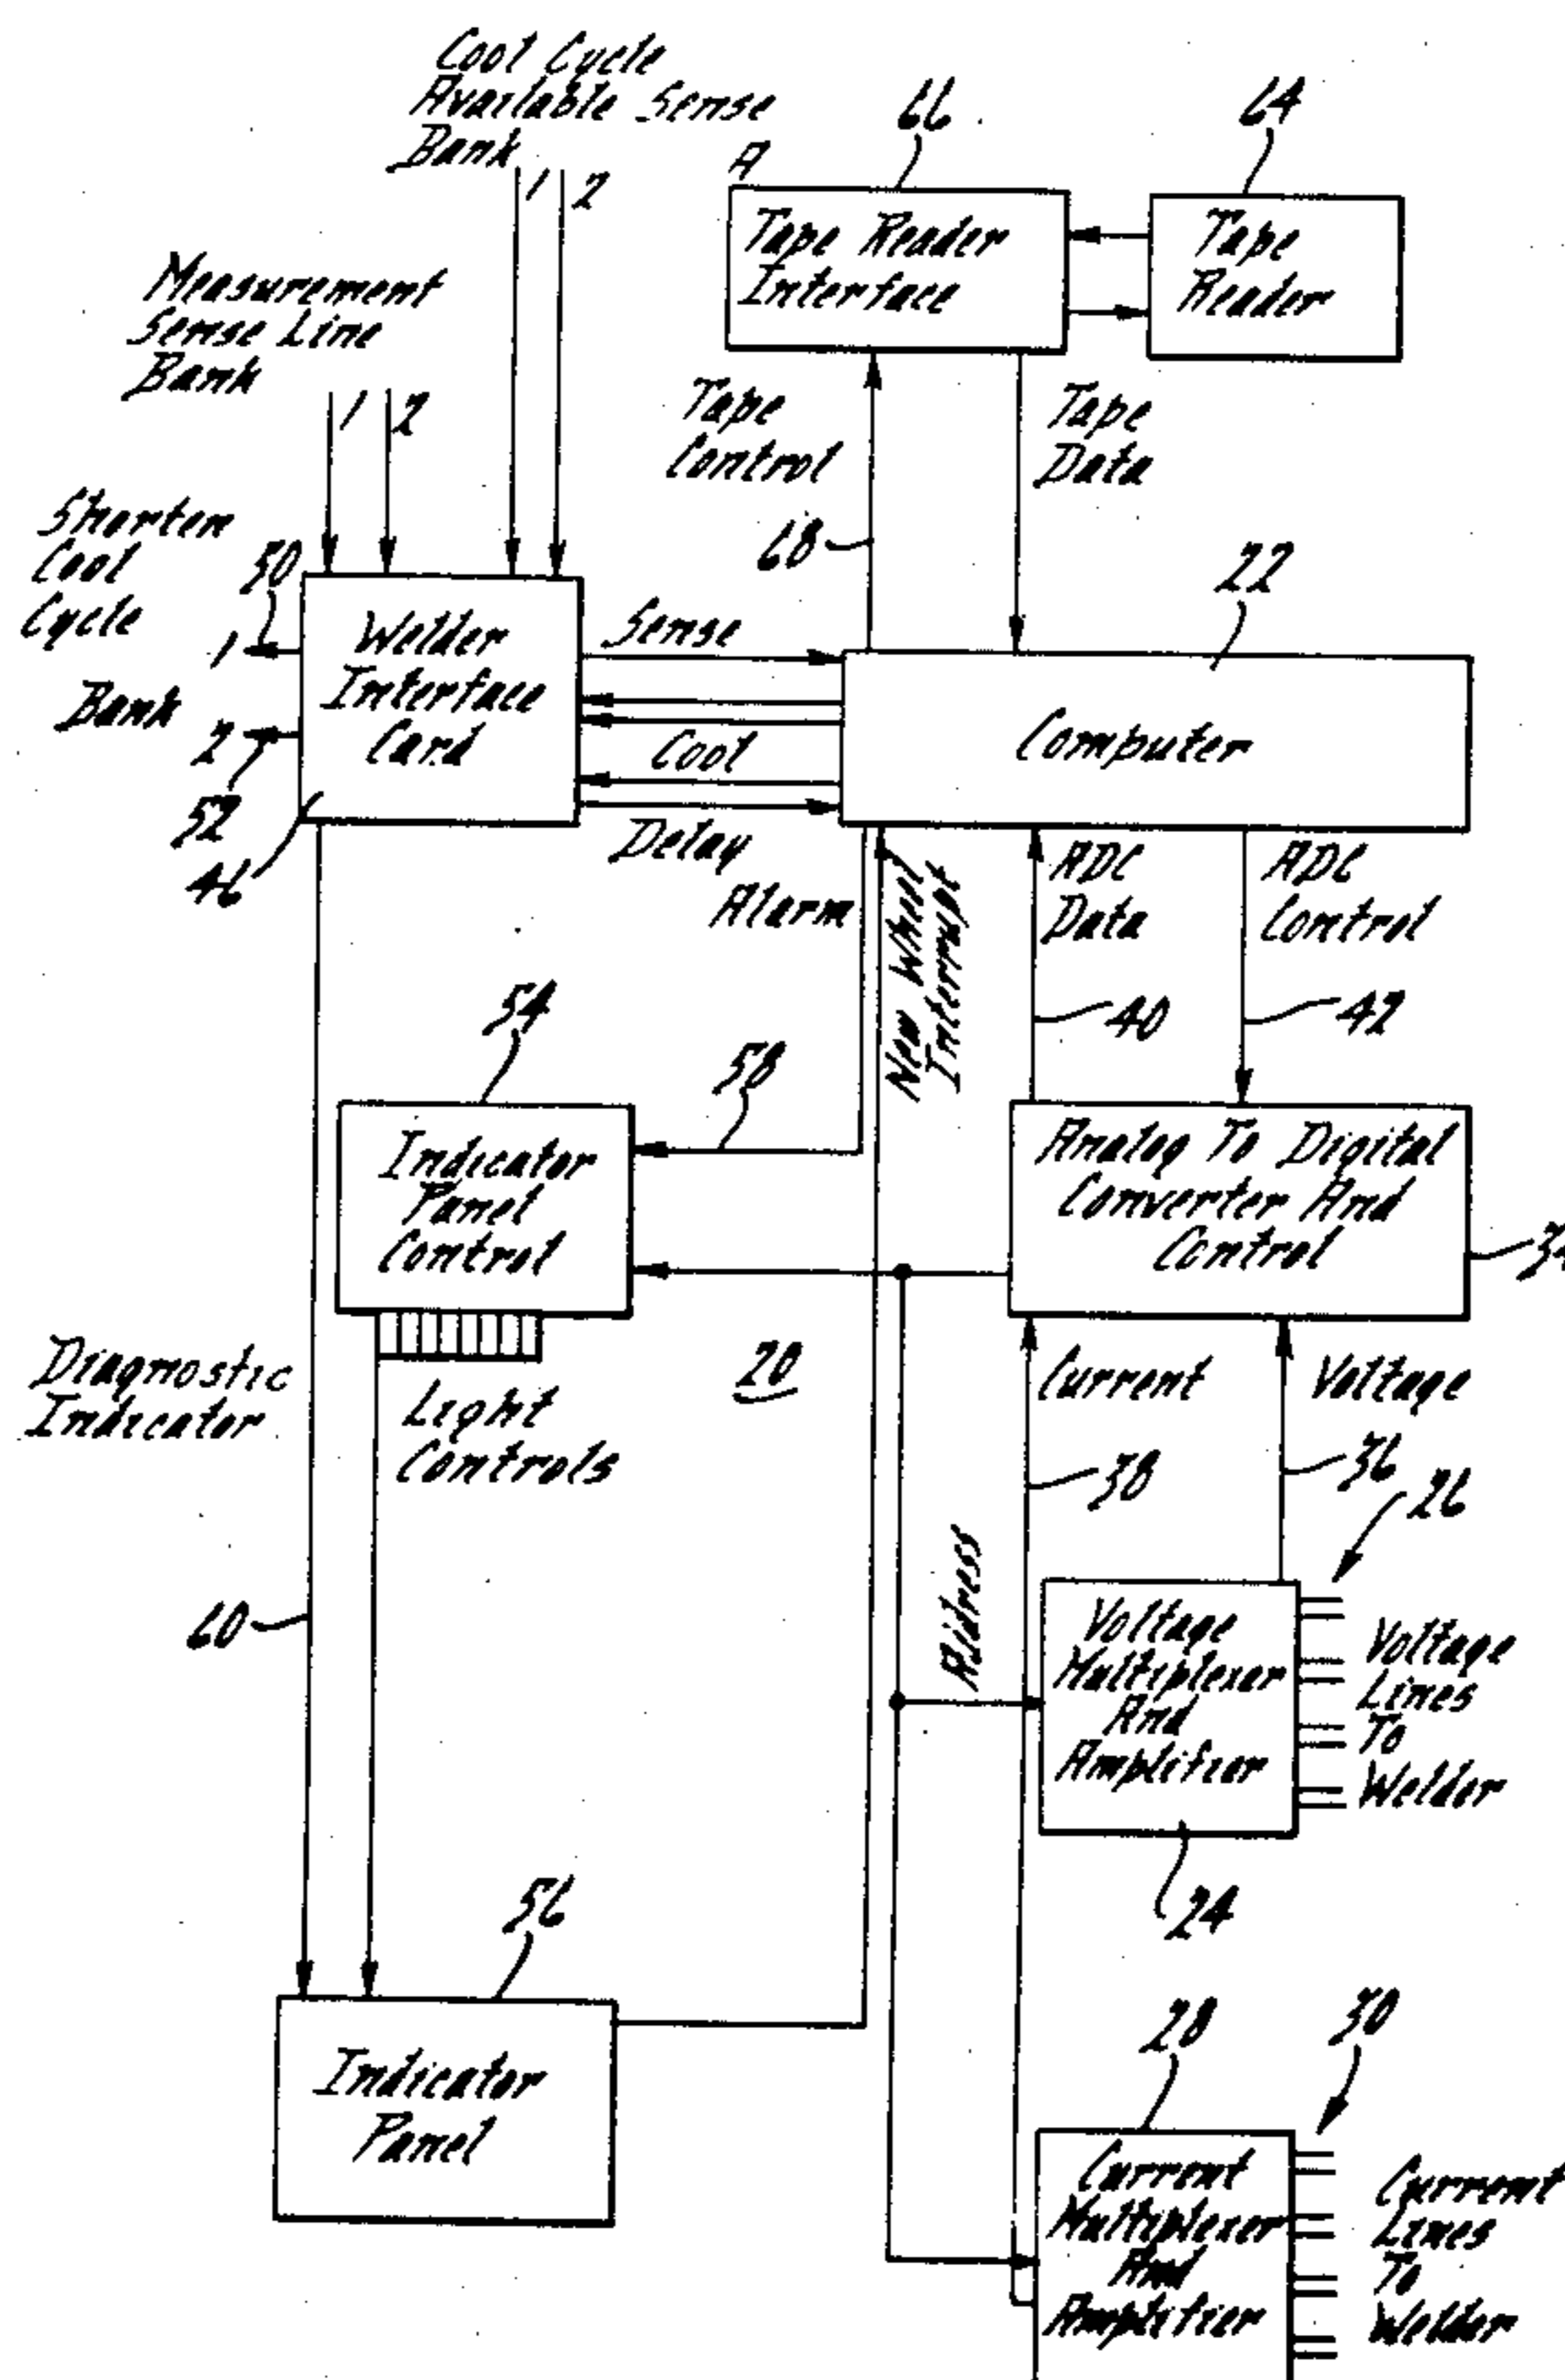 Cool Cycle
Available Sense
Bank
1 2
66
64
A
Tape Reader
Interface
Tape
Reader
Measurement
Sense Line
Bank
1 2
Tape
Control
Tape
Data
68
22
Shorten
Cool
Cycle
50
1
Bank
2
52
46
Welder
Interface
Card
Sense
Cool
Delay
Computer
Alarm
New Whsl
Interrupt
ADC
Data
ADC
Control
40
42
54
58
Indicator
Panel
Control
Analog To Digital
Converter And
Control
Diagnostic
Indicator
Light
Controls
20
Current
Voltage
38
36
26
60
Address
Voltage
Multiplexer
And
Amplifier
Voltage
Lines
To
Welder
24
56
Indicator
Panel
28
30
Current
Multiplexer
And
Amplifier
Current
Lines
To
Welder